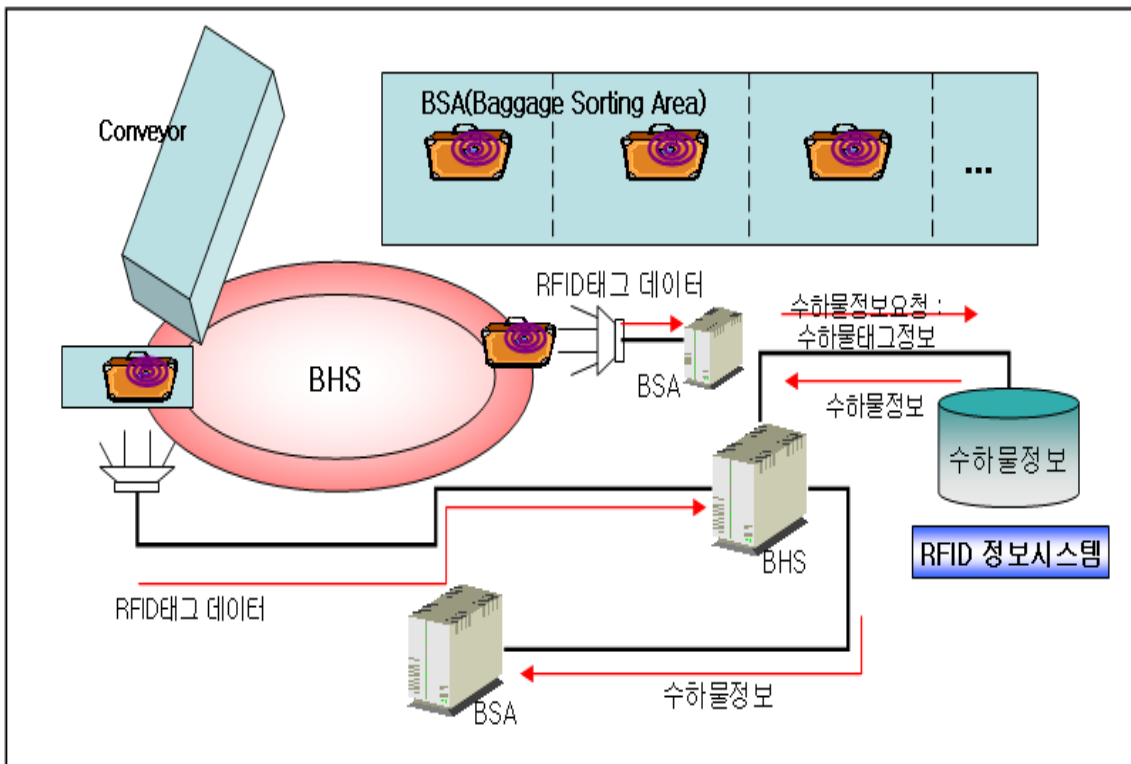 BSA(Baggage Sorting Area)
Conveyor
...
RFID태그 데이터
수하물정보요청 :
수하물태그정보
BHS
BSA
수하물정보
수하물정보
BHS
RFID 정보시스템
RFID태그 데이터
수하물정보
BSA